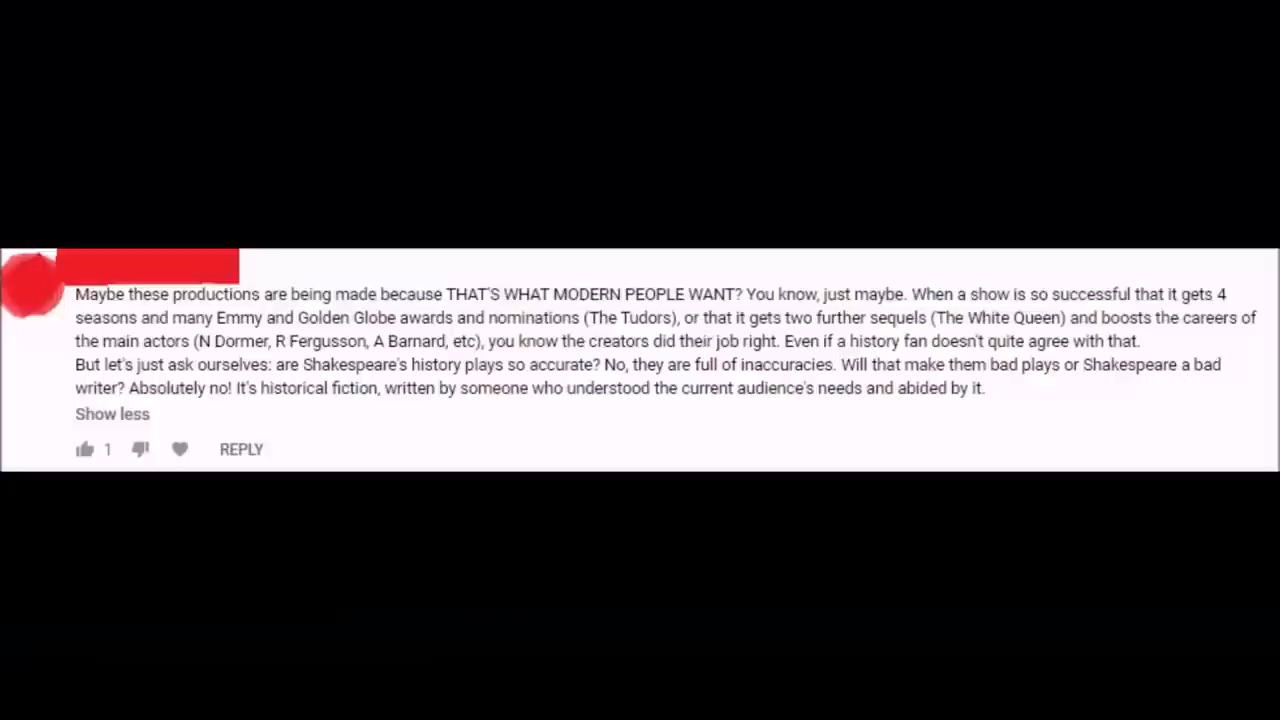 Maybe these productions are being made because THAT'S WHAT MODERN PEOPLE WANT? You know, just maybe. When a show is so successful that it gets 4
seasons and many Emmy and Golden Globe awards and nominations (The Tudors), or that it gets two further sequels (The White Queen) and boosts the careers of
the main actors (N Dormer, R Fergusson, A Barnard, etc), you know the creators did their job right. Even if a history fan doesn't quite agree with that.
But let's just ask ourselves: are Shakespeare's history plays so accurate? No, they are full of inaccuracies. Will that make them bad plays or Shakespeare a bad
writer? Absolutely no! It's historical fiction, written by someone who understood the current audience's needs and abided by it.
Show less
1 REPLY